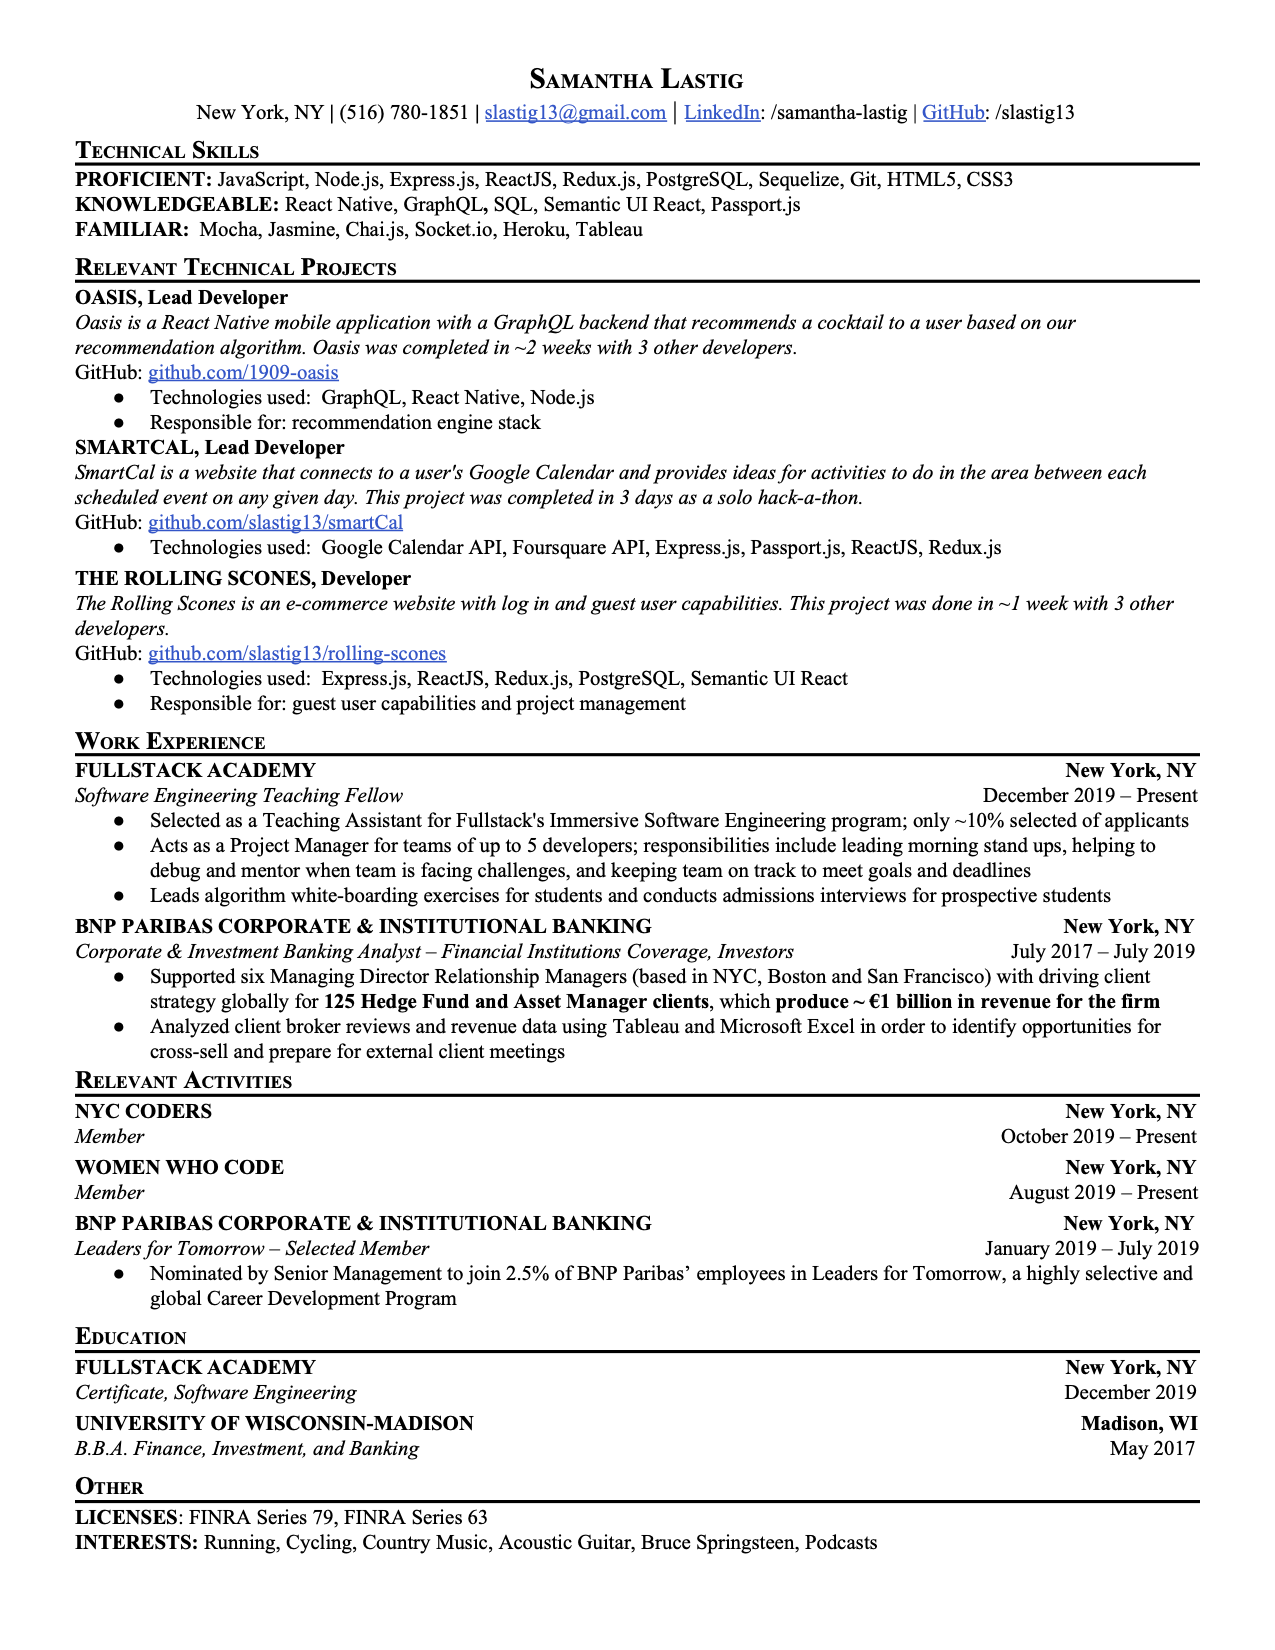 Samantha Lastig
New York, NY | (516) 780-1851 | slastig13@gmail.com | LinkedIn: /samantha-lastig | GitHub: /slastig13
Technical Skills
PROFICIENT: JavaScript, Node.js, Express.js, ReactJS, Redux.js, PostgreSQL, Sequelize, Git, HTML5, CSS3
KNOWLEDGEABLE: React Native, GraphQL, SQL, Semantic UI React, Passport.js
FAMILIAR: Mocha, Jasmine, Chai.js, Socket.io, Heroku, Tableau
Relevant Technical Projects
OASIS, Lead Developer
Oasis is a React Native mobile application with a GraphQL backend that recommends a cocktail to a user based on our
recommendation algorithm. Oasis was completed in ~2 weeks with 3 other developers.
GitHub: github.com/1909-oasis
● Technologies used: GraphQL, React Native, Node.js
● Responsible for: recommendation engine stack
SMARTCAL, Lead Developer
SmartCal is a website that connects to a user's Google Calendar and provides ideas for activities to do in the area between each
scheduled event on any given day. This project was completed in 3 days as a solo hack-a-thon.
GitHub: github.com/slastig13/smartCal
● Technologies used: Google Calendar API, Foursquare API, Express.js, Passport.js, ReactJS, Redux.js
THE ROLLING SCONES, Developer
The Rolling Scones is an e-commerce website with log in and guest user capabilities. This project was done in ~1 week with 3 other
developers.
GitHub: github.com/slastig13/rolling-scones
● Technologies used: Express.js, ReactJS, Redux.js, PostgreSQL, Semantic UI React
● Responsible for: guest user capabilities and project management
Work Experience
FULLSTACK ACADEMY New York, NY
Software Engineering Teaching Fellow December 2019 – Present
● Selected as a Teaching Assistant for Fullstack's Immersive Software Engineering program; only ~10% selected of applicants
● Acts as a Project Manager for teams of up to 5 developers; responsibilities include leading morning stand ups, helping to
debug and mentor when team is facing challenges, and keeping team on track to meet goals and deadlines
● Leads algorithm white-boarding exercises for students and conducts admissions interviews for prospective students
BNP PARIBAS CORPORATE & INSTITUTIONAL BANKING New York, NY
Corporate & Investment Banking Analyst – Financial Institutions Coverage, Investors July 2017 – July 2019
● Supported six Managing Director Relationship Managers (based in NYC, Boston and San Francisco) with driving client
strategy globally for 125 Hedge Fund and Asset Manager clients, which produce ~ €1 billion in revenue for the firm
● Analyzed client broker reviews and revenue data using Tableau and Microsoft Excel in order to identify opportunities for
cross-sell and prepare for external client meetings
Relevant Activities
NYC CODERS New York, NY
Member October 2019 – Present
WOMEN WHO CODE New York, NY
Member August 2019 – Present
BNP PARIBAS CORPORATE & INSTITUTIONAL BANKING New York, NY
Leaders for Tomorrow – Selected Member January 2019 – July 2019
● Nominated by Senior Management to join 2.5% of BNP Paribas’ employees in Leaders for Tomorrow, a highly selective and
global Career Development Program
Education
FULLSTACK ACADEMY New York, NY
Certificate, Software Engineering December 2019
UNIVERSITY OF WISCONSIN-MADISON Madison, WI
B.B.A. Finance, Investment, and Banking May 2017
Other
LICENSES: FINRA Series 79, FINRA Series 63
INTERESTS: Running, Cycling, Country Music, Acoustic Guitar, Bruce Springsteen, Podcasts